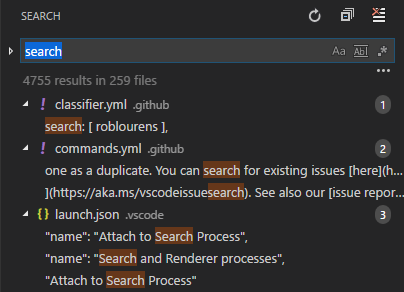 SEARCH
search Aa Abl .*
4755 results in 259 files
! classifier.yml .github 1
search: [ roblourens ],
! commands.yml .github 2
one as a duplicate. You can search for existing issues [here](h...
](https://aka.ms/vscodeissuesearch). See also our [issue repor...
{ } launch.json .vscode 3
"name": "Attach to Search Process",
"name": "Search and Renderer processes",
"Attach to Search Process"